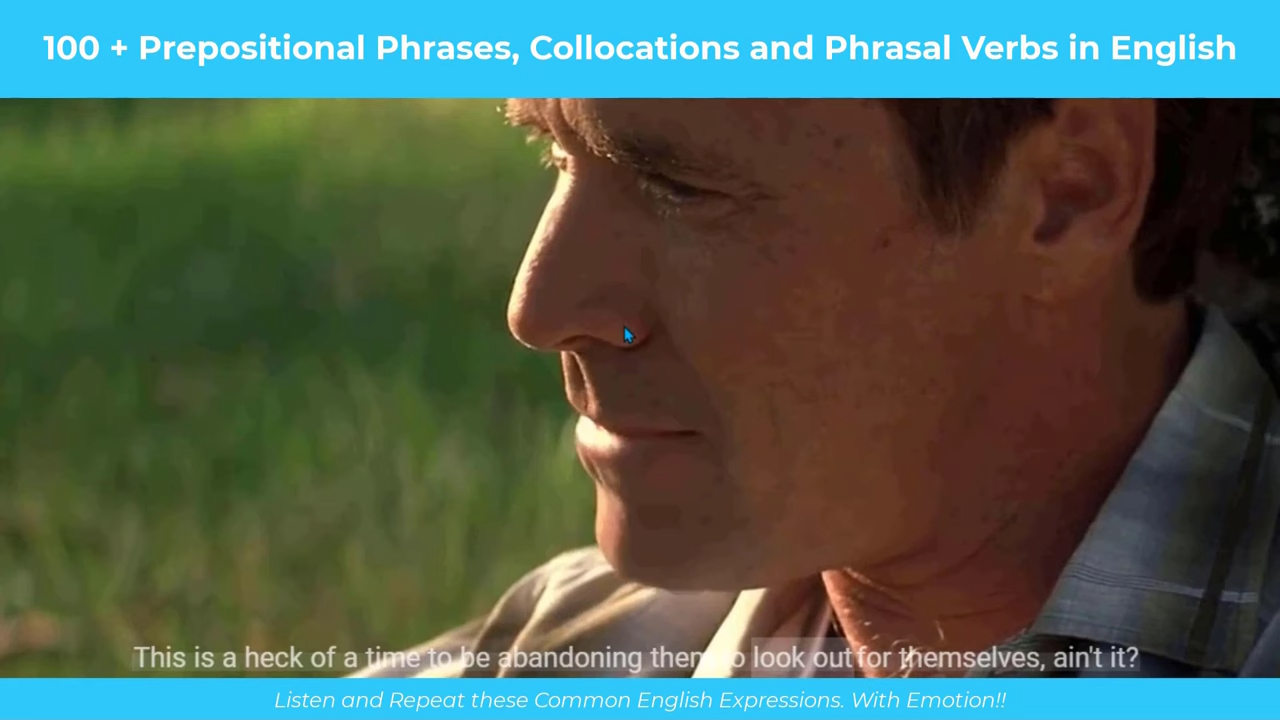 100 + Prepositional Phrases, Collocations and Phrasal Verbs in English
This is a heck of a time to be abandoning them to look out for themselves, ain't it?
Listen and Repeat these Common English Expressions. With Emotion!!